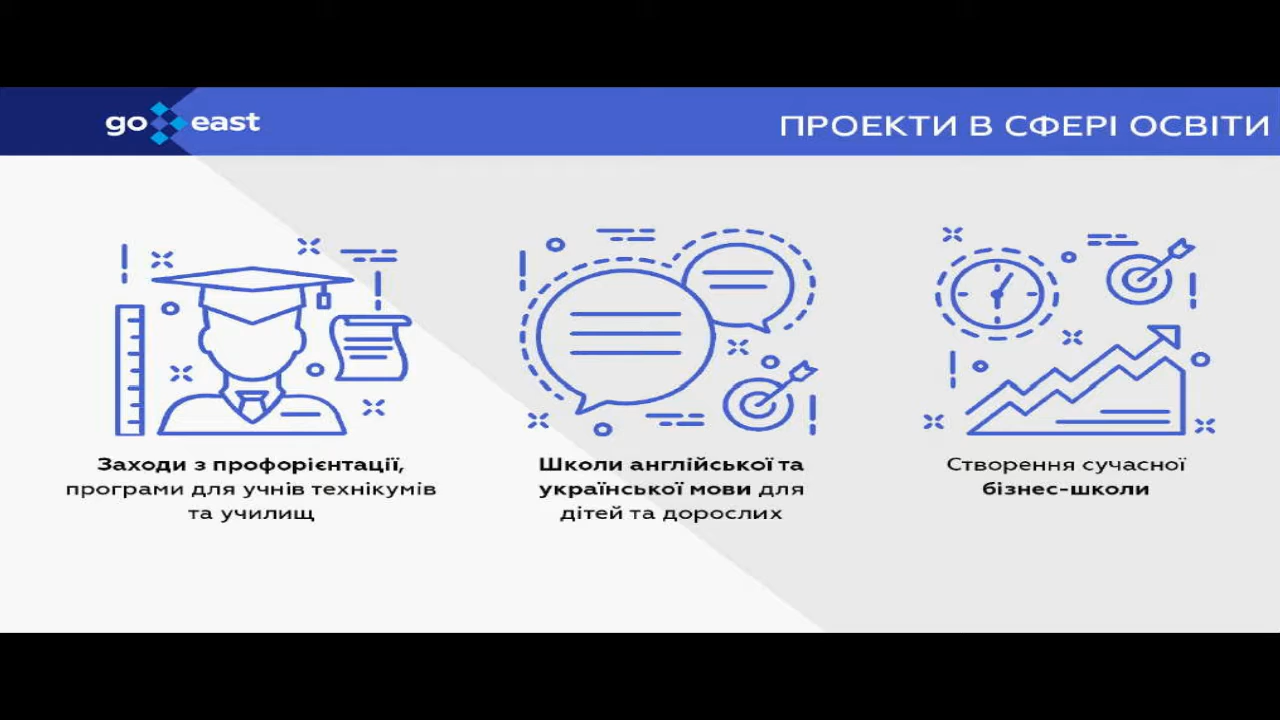 go east
ПРОЕКТИ В СФЕРІ ОСВІТИ
Заходи з профорієнтації,
програми для учнів технікумів
та училищ
Школи англійської та
української мови для
дітей та дорослих
Створення сучасної
бізнес-школи